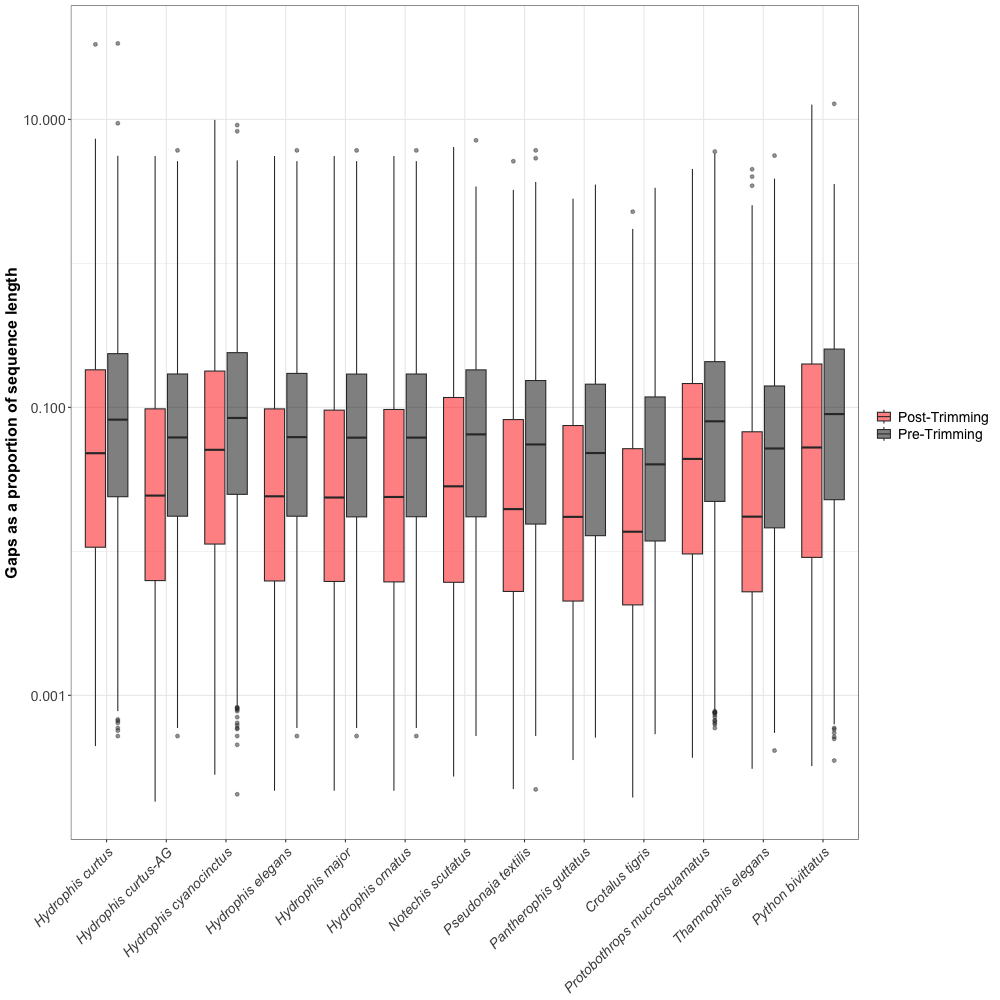 Gaps as a proportion of sequence length
10.000
0.100
0.001
Hydrophis curtus
Hydrophis curtus-AG
Hydrophis cyanocinctus
Hydrophis elegans
Hydrophis major
Hydrophis ornatus
Notechis scutatus
Pseudonaja textilis
Pantherophis guttatus
Crotalus tigris
Protobothrops mucrosquamatus
Thamnophis elegans
Python bivittatus
Post-Trimming
Pre-Trimming